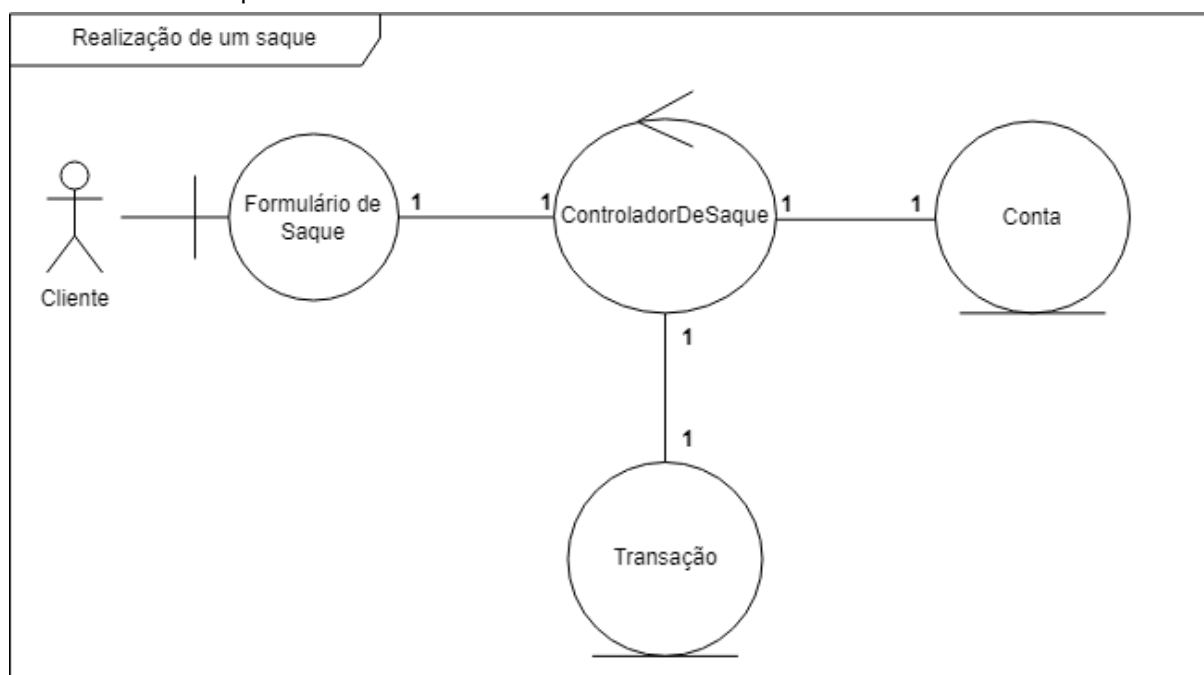 Realização de um saque
Formulário de
Saque
1
1
ControladorDeSaque
1
1
Conta
Cliente
1
1
Transação